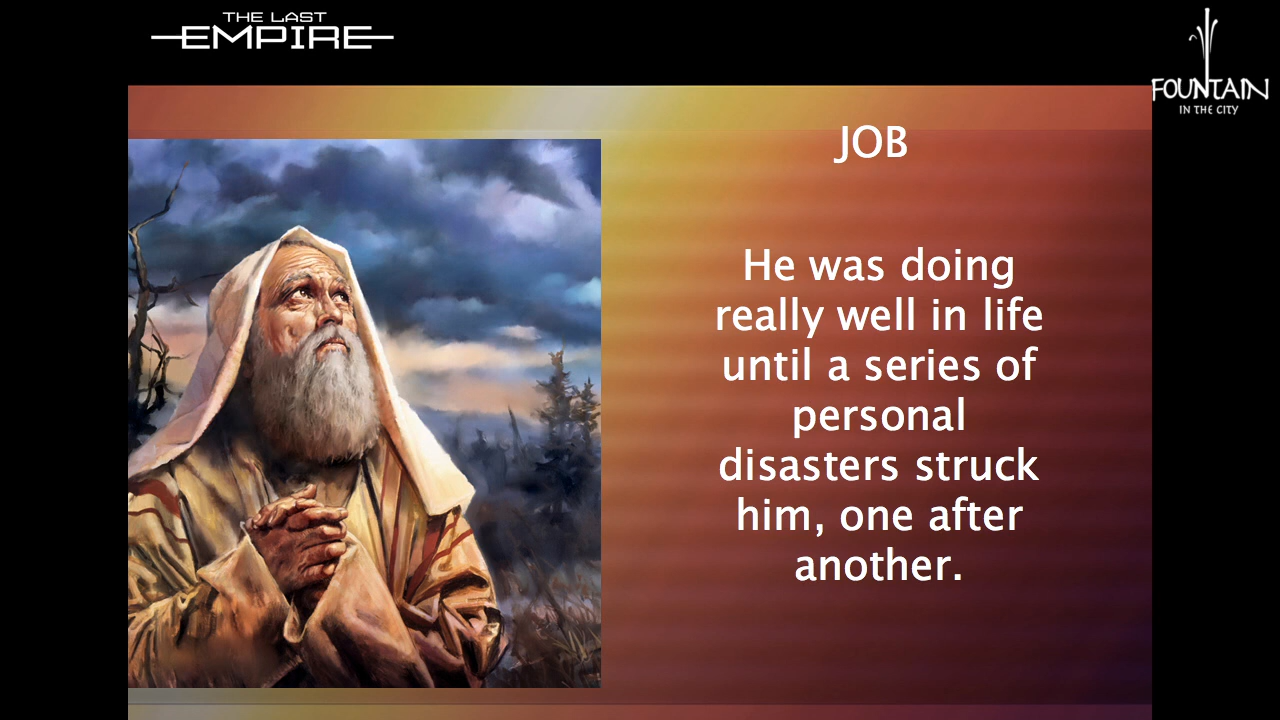 THE LAST
EMPIRE
FOUNTAIN
IN THE CITY
JOB
He was doing
really well in life
until a series of
personal
disasters struck
him, one after
another.